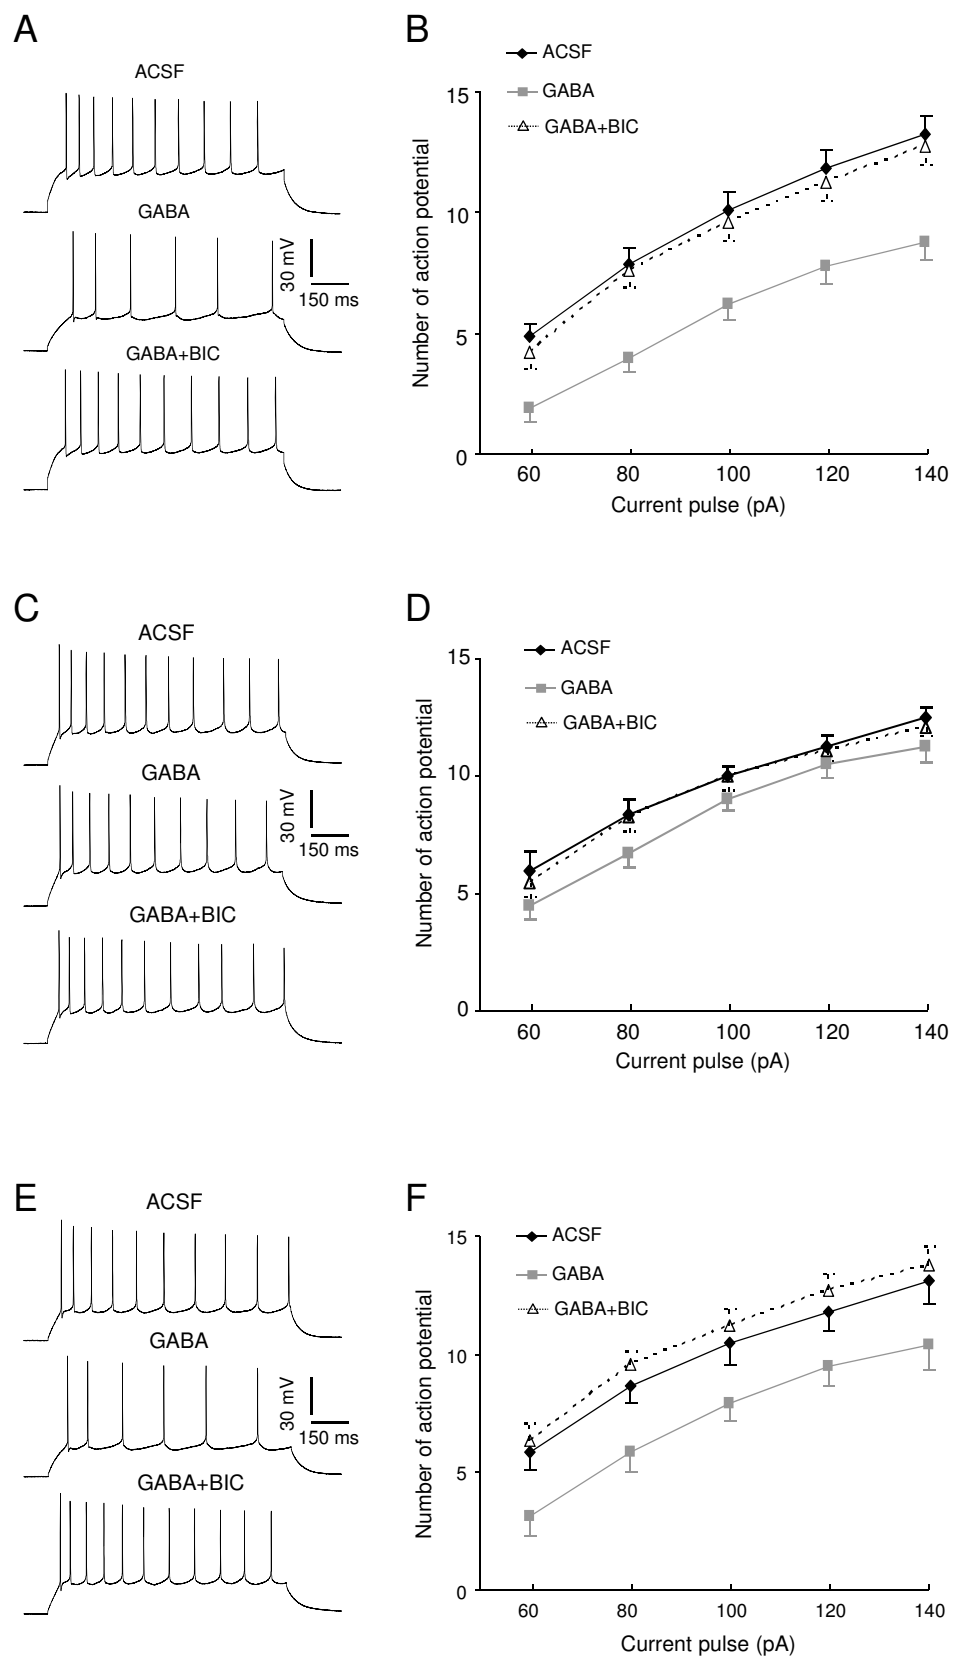 A
ACSF
GABA
30 mV
150 ms
GABA+BIC
B
ACSF
GABA
GABA+BIC
Number of action potential
15
10
5
0
60 80 100 120 140
Current pulse (pA)
C
ACSF
GABA
30 mV
150 ms
GABA+BIC
D
ACSF
GABA
GABA+BIC
Number of action potential
15
10
5
0
60 80 100 120 140
Current pulse (pA)
E
ACSF
GABA
30 mV
150 ms
GABA+BIC
F
ACSF
GABA
GABA+BIC
Number of action potential
15
10
5
0
60 80 100 120 140
Current pulse (pA)